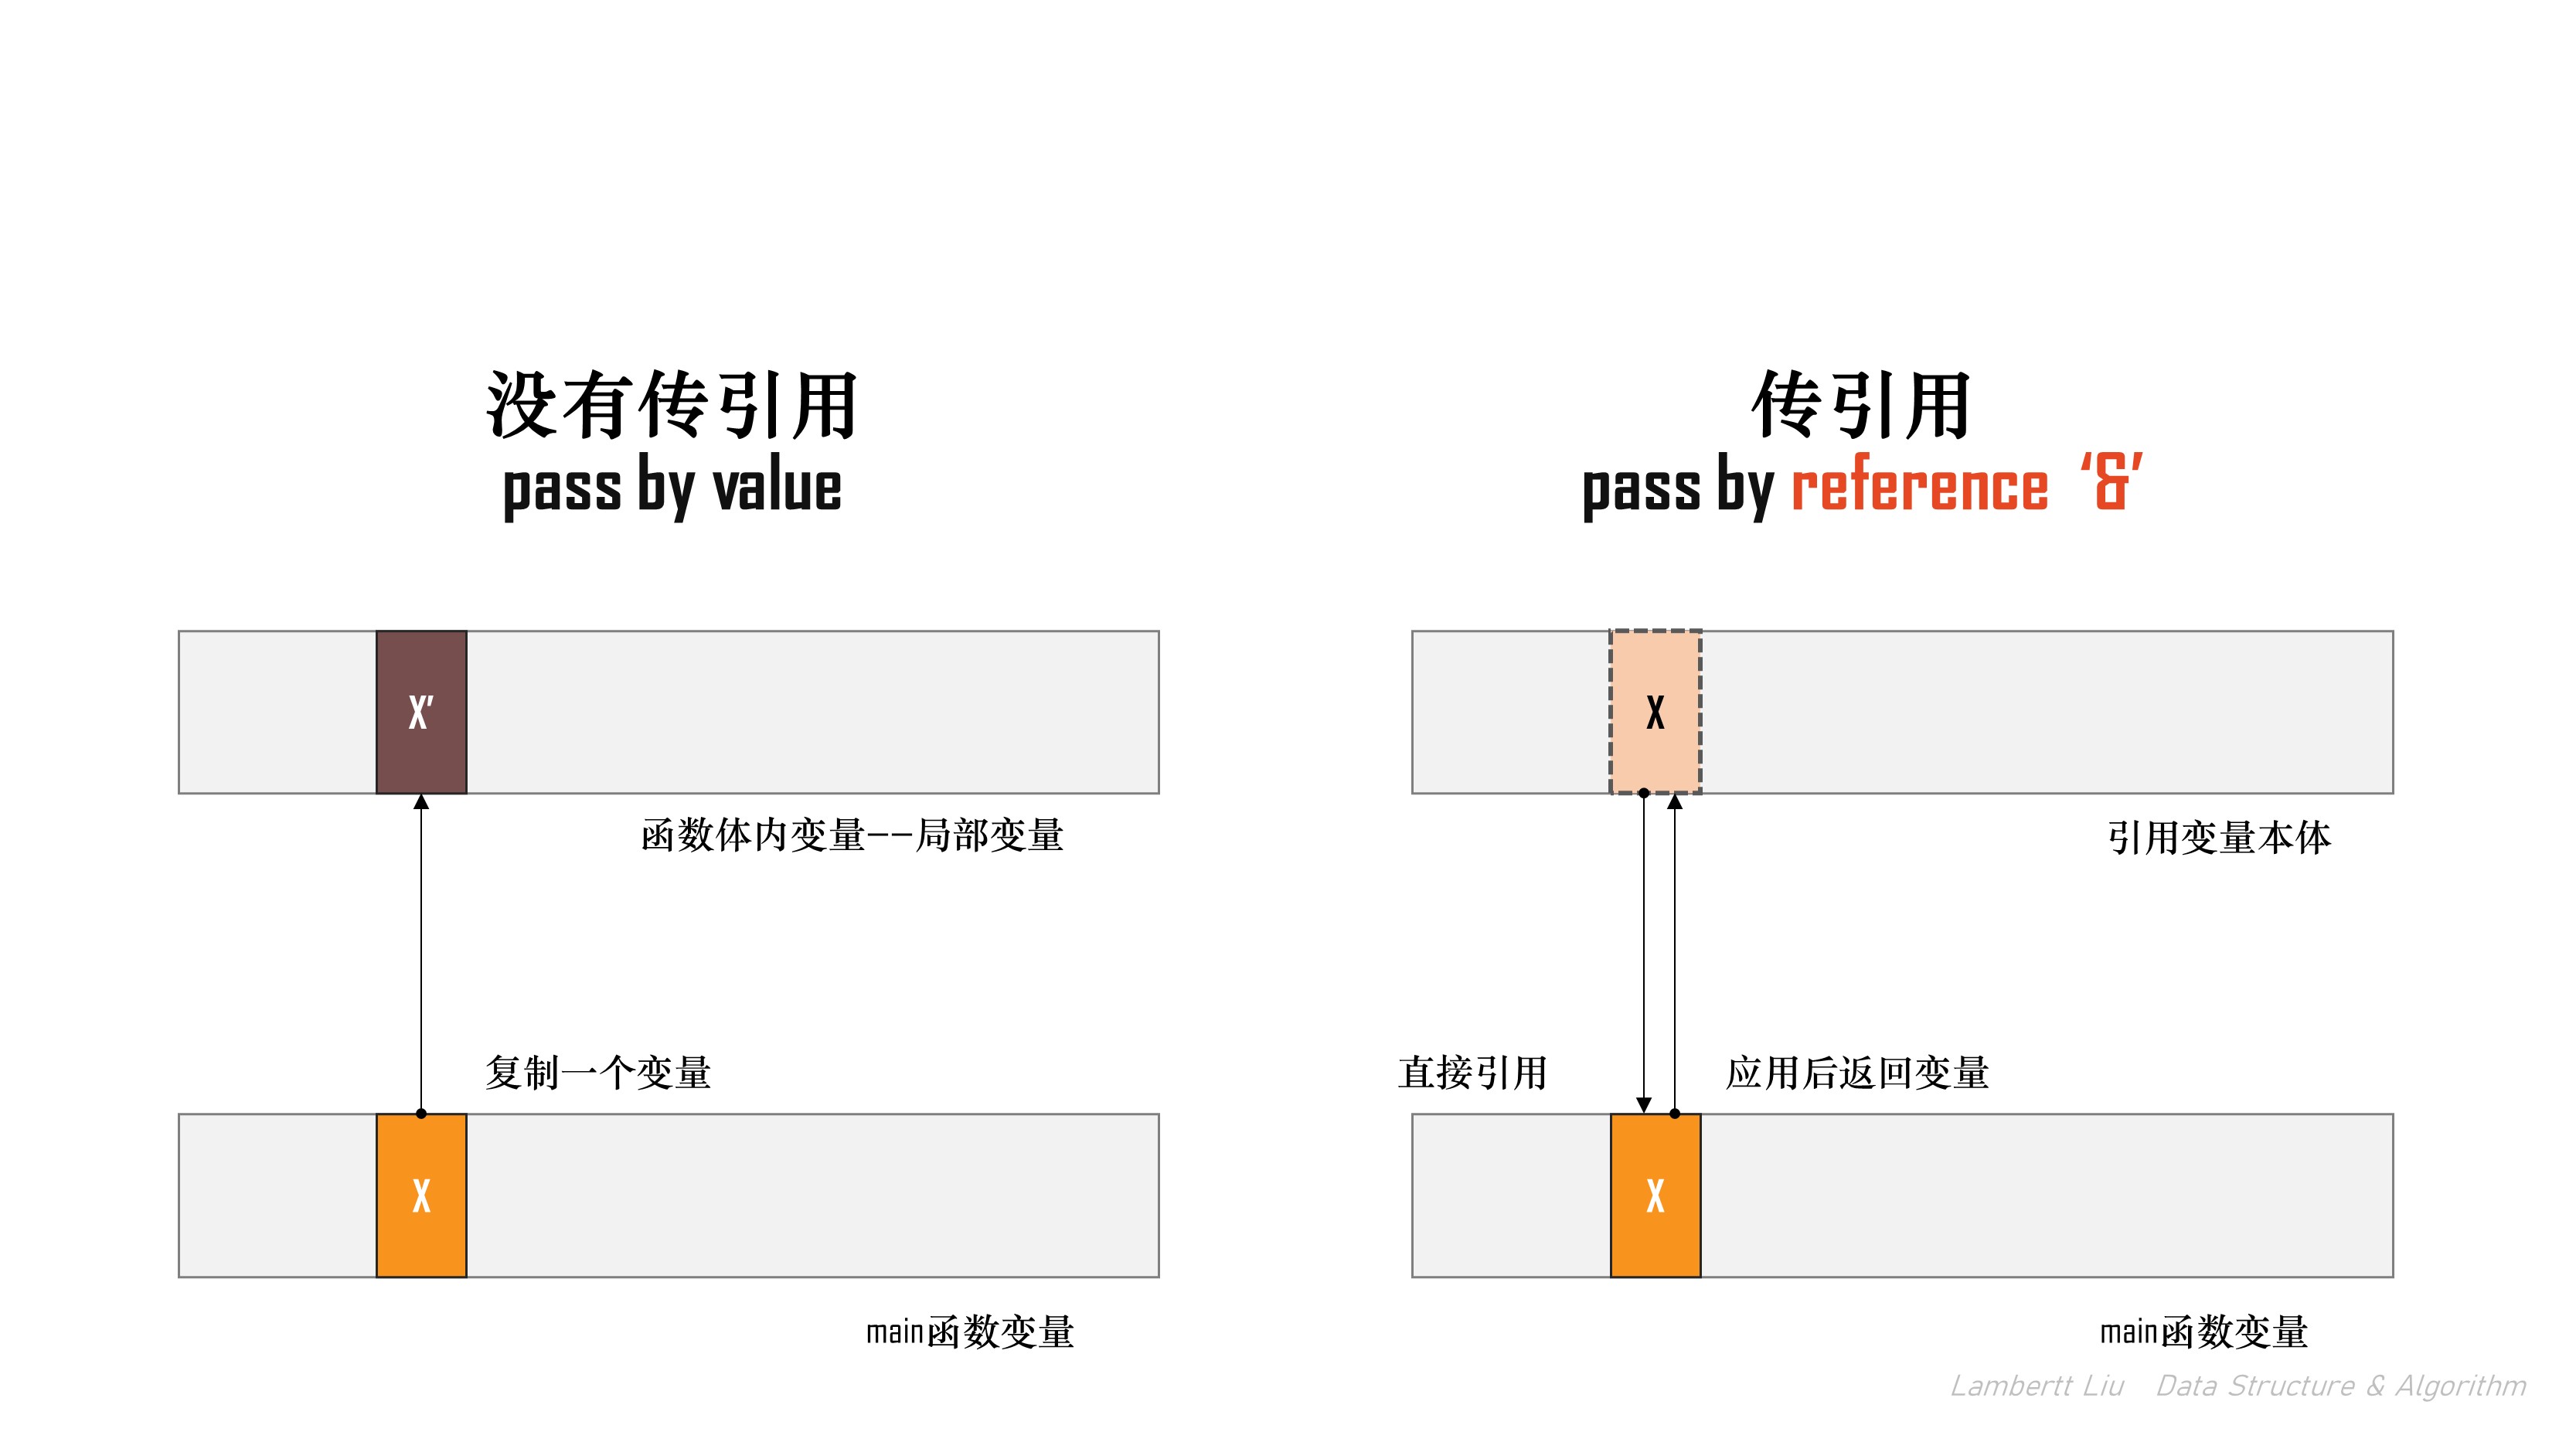 没有传引用
pass by value
X'
函数体内变量——局部变量
复制一个变量
X
main函数变量
传引用
pass by reference ‘&’
X
引用变量本体
直接引用
应用后返回变量
X
main函数变量
Lambertt Liu Data Structure & Algorithm